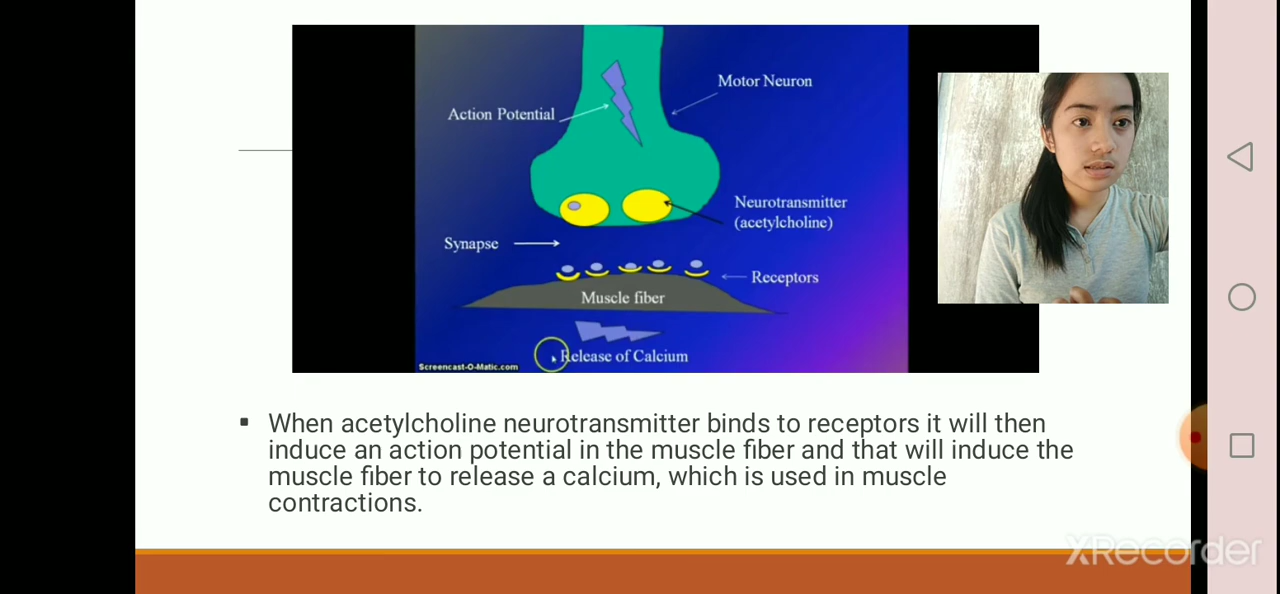 Motor Neuron
Action Potential
Neurotransmitter
(acetylcholine)
Synapse
Receptors
Muscle fiber
Release of Calcium
Screencast-O-Matic.com
▪ When acetylcholine neurotransmitter binds to receptors it will then
induce an action potential in the muscle fiber and that will induce the
muscle fiber to release a calcium, which is used in muscle
contractions.
XRecorder